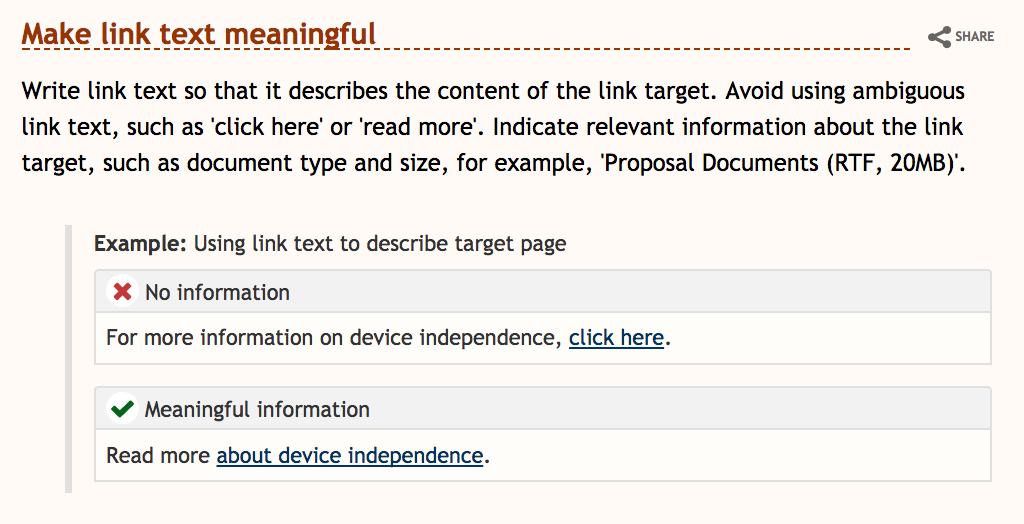 Make link text meaningful
SHARE
Write link text so that it describes the content of the link target. Avoid using ambiguous
link text, such as 'click here' or 'read more'. Indicate relevant information about the link
target, such as document type and size, for example, 'Proposal Documents (RTF, 20MB)'.
Example: Using link text to describe target page
No information
For more information on device independence, click here.
Meaningful information
Read more about device independence.